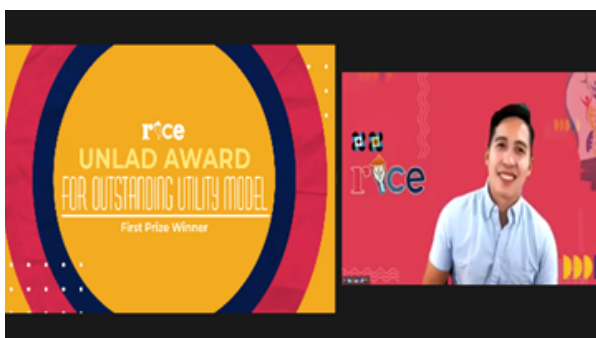 rice
UNLAD AWARD
FOR OUTSTANDING UTILITY MODEL
First Prize Winner
rice